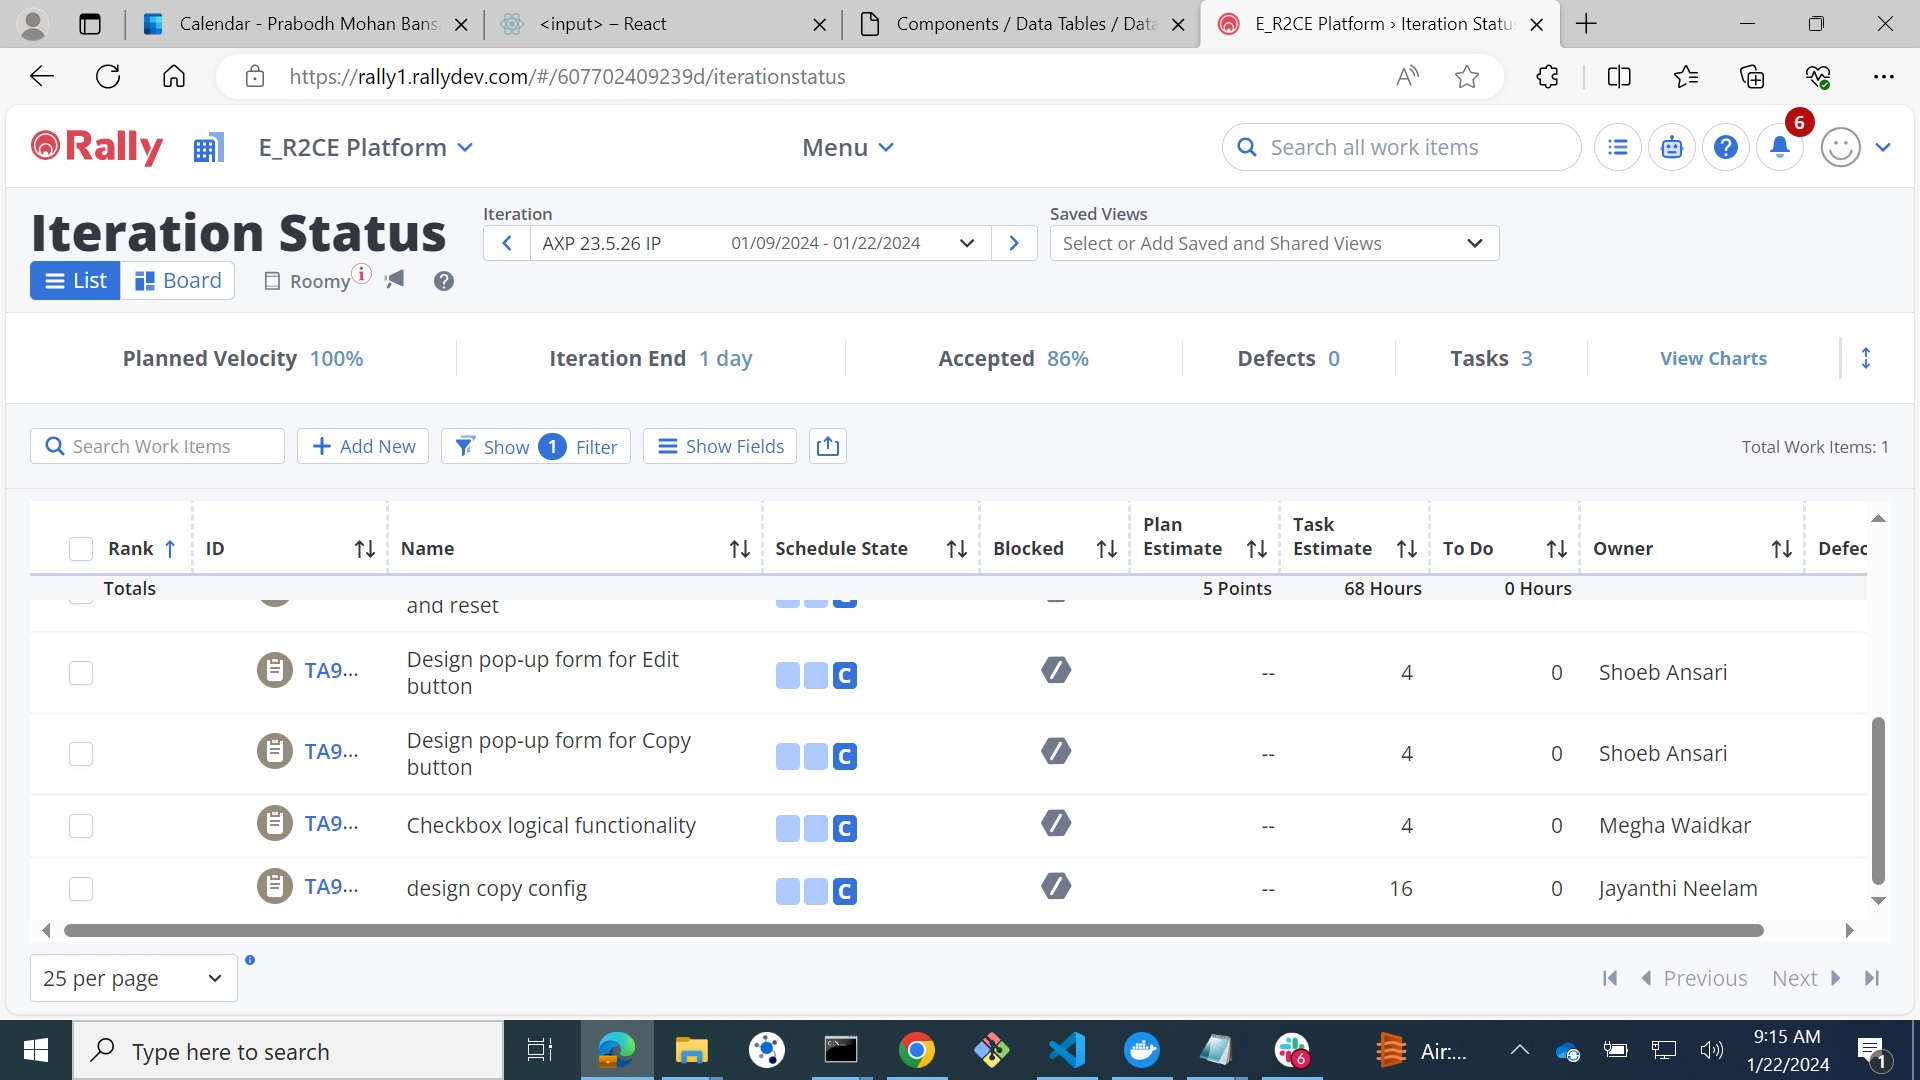 Calendar - Prabodh Mohan Bansa
<input> – React
Components / Data Tables / Data
E_R2CE Platform › Iteration Status
https://rally1.rallydev.com/#/607702409239d/iterationstatus
Rally
E_R2CE Platform
Menu
Search all work items
6
Iteration Status
Iteration
AXP 23.5.26 IP
01/09/2024 - 01/22/2024
Saved Views
Select or Add Saved and Shared Views
List
Board
Roomy
Planned Velocity 100%
Iteration End 1 day
Accepted 86%
Defects 0
Tasks 3
View Charts
Search Work Items
Add New
Show 1 Filter
Show Fields
Total Work Items: 1
Rank
ID
Name
Schedule State
Blocked
Plan Estimate
Task Estimate
To Do
Owner
Defec
Totals
5 Points
68 Hours
0 Hours
and reset
TA9...
Design pop-up form for Edit
button
C
--
4
0
Shoeb Ansari
TA9...
Design pop-up form for Copy
button
C
--
4
0
Shoeb Ansari
TA9...
Checkbox logical functionality
C
--
4
0
Megha Waidkar
TA9...
design copy config
C
--
16
0
Jayanthi Neelam
25 per page
Previous
Next
Type here to search
6
Air:...
9:15 AM
1/22/2024
1